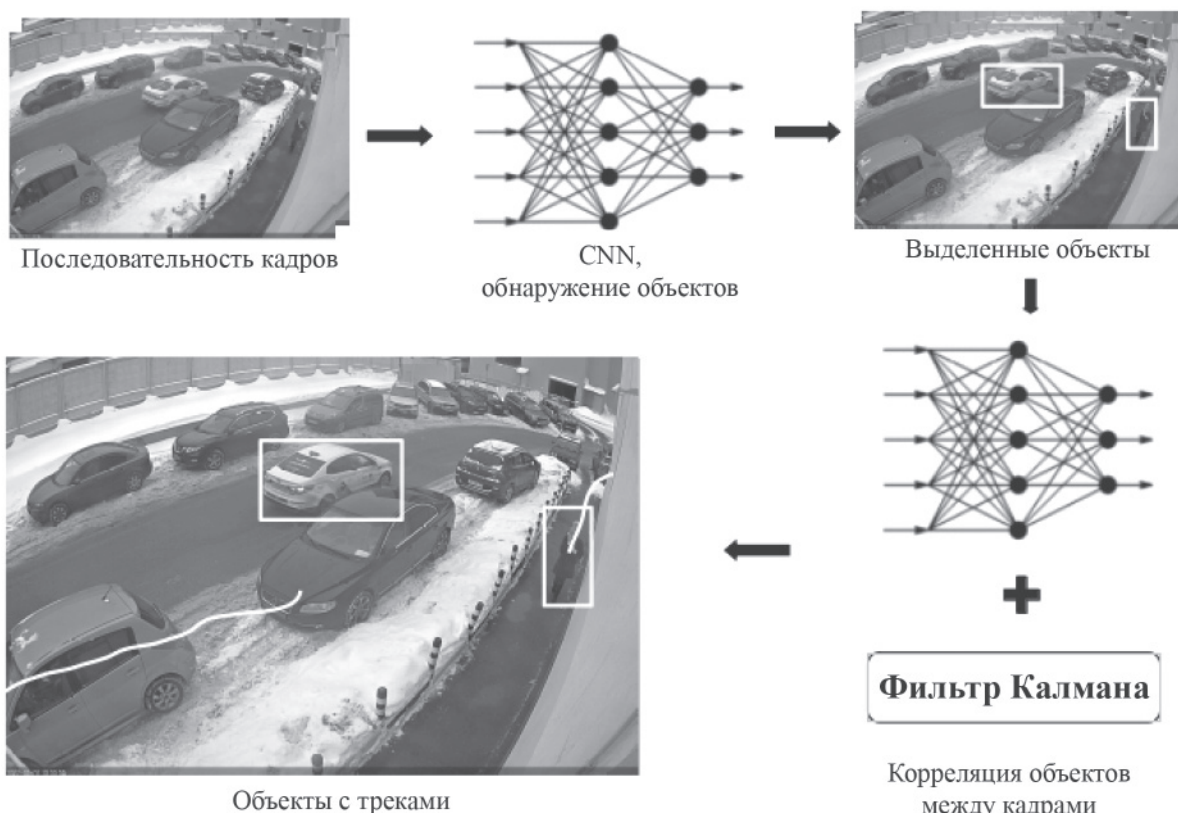 Последовательность кадров
CNN,
обнаружение объектов
Выделенные объекты
Фильтр Калмана
Корреляция объектов
между кадрами
Объекты с треками